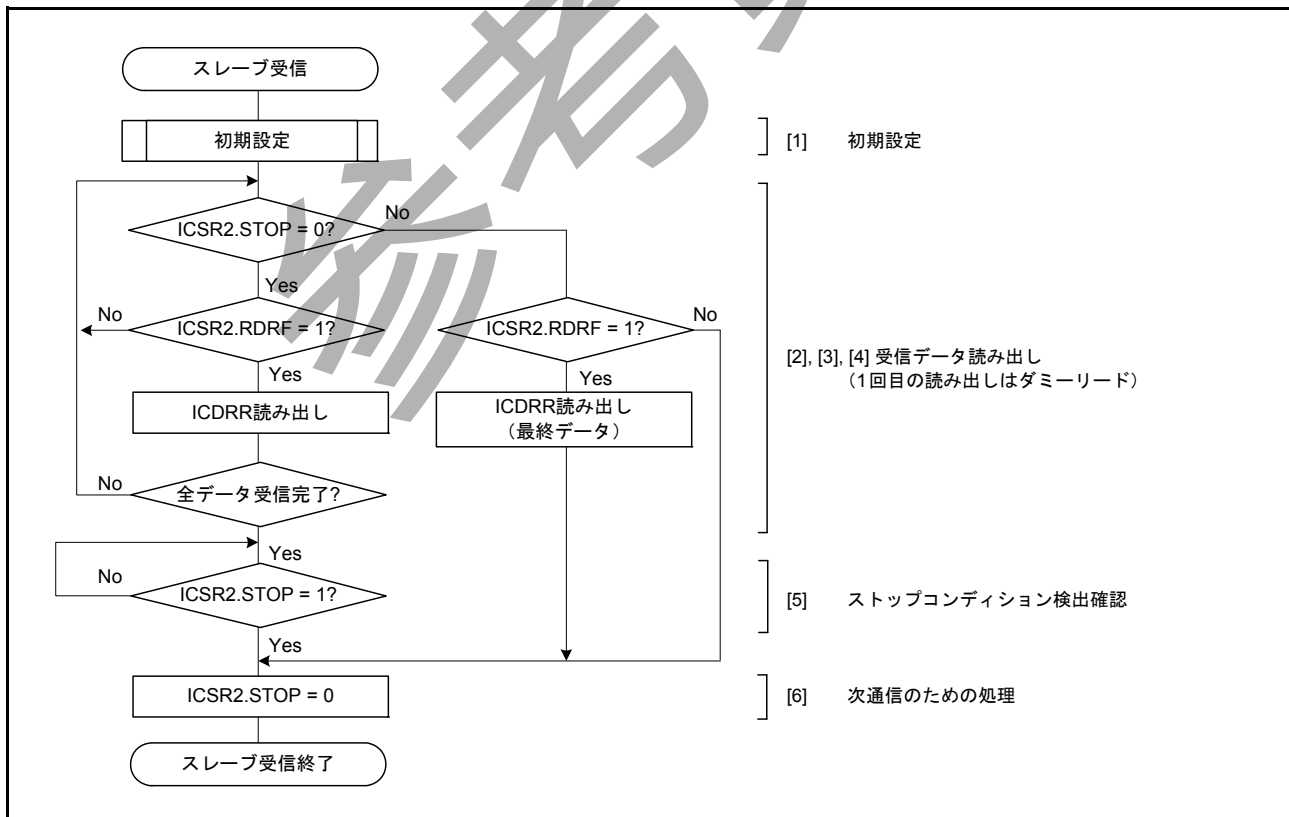 スレーブ受信
初期設定
[1] 初期設定
ICSR2.STOP = 0?
No
Yes
No
ICSR2.RDRF = 1?
ICSR2.RDRF = 1?
No
Yes
Yes
[2], [3], [4] 受信データ読み出し
（1回目の読み出しはダミーリード）
ICDRR読み出し
ICDRR読み出し
（最終データ）
No
全データ受信完了?
Yes
No
ICSR2.STOP = 1?
[5] ストップコンディション検出確認
Yes
ICSR2.STOP = 0
[6] 次通信のための処理
スレーブ受信終了
参考